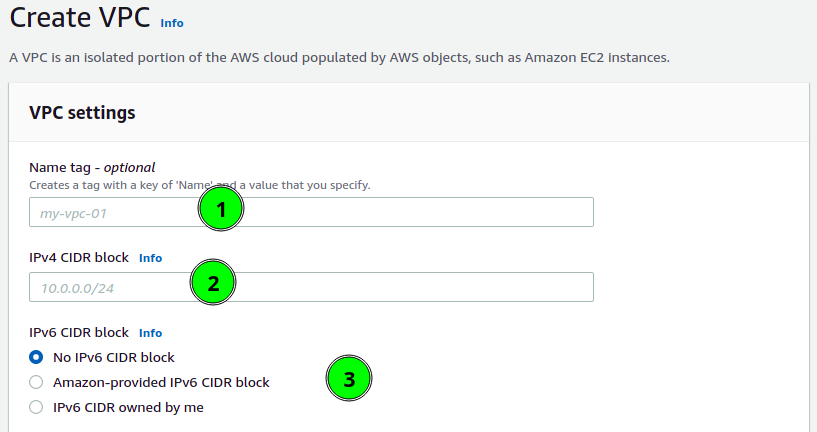 Create VPC Info
A VPC is an isolated portion of the AWS cloud populated by AWS objects, such as Amazon EC2 instances.
VPC settings
Name tag - optional
Creates a tag with a key of 'Name' and a value that you specify.
my-vpc-01
1
IPv4 CIDR block Info
10.0.0.0/24
2
IPv6 CIDR block Info
No IPv6 CIDR block
Amazon-provided IPv6 CIDR block
3
IPv6 CIDR owned by me